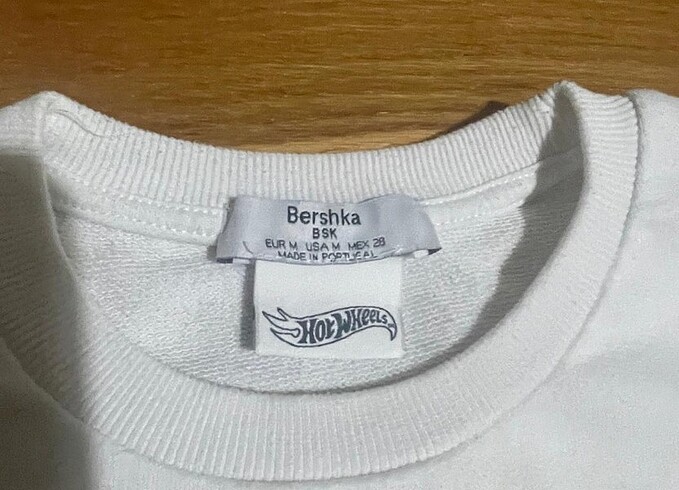 Bershka
BSK
EUR M USA M MEX 28
MADE IN PORTUGAL
Hot Wheels